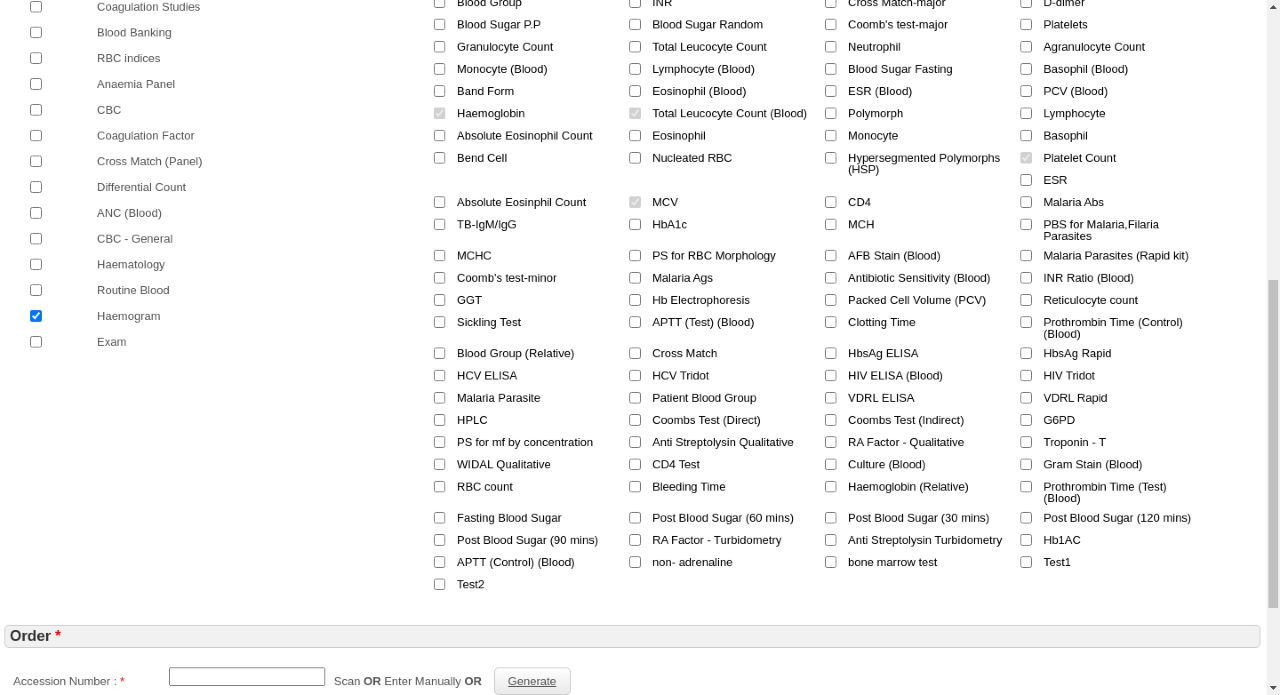 Coagulation Studies
Blood Banking
RBC indices
Anaemia Panel
CBC
Coagulation Factor
Cross Match (Panel)
Differential Count
ANC (Blood)
CBC - General
Haematology
Routine Blood
Haemogram
Exam
Blood Group INR Cross Match-major D-dimer
Blood Sugar P.P Blood Sugar Random Coomb's test-major Platelets
Granulocyte Count Total Leucocyte Count Neutrophil Agranulocyte Count
Monocyte (Blood) Lymphocyte (Blood) Blood Sugar Fasting Basophil (Blood)
Band Form Eosinophil (Blood) ESR (Blood) PCV (Blood)
Haemoglobin Total Leucocyte Count (Blood) Polymorph Lymphocyte
Absolute Eosinophil Count Eosinophil Monocyte Basophil
Bend Cell Nucleated RBC Hypersegmented Polymorphs Platelet Count
(HSP)
ESR
Absolute Eosinphil Count MCV CD4 Malaria Abs
TB-IgM/IgG HbA1c MCH PBS for Malaria,Filaria
Parasites
MCHC PS for RBC Morphology AFB Stain (Blood) Malaria Parasites (Rapid kit)
Coomb's test-minor Malaria Ags Antibiotic Sensitivity (Blood) INR Ratio (Blood)
GGT Hb Electrophoresis Packed Cell Volume (PCV) Reticulocyte count
Sickling Test APTT (Test) (Blood) Clotting Time Prothrombin Time (Control)
(Blood)
Blood Group (Relative) Cross Match HbsAg ELISA HbsAg Rapid
HCV ELISA HCV Tridot HIV ELISA (Blood) HIV Tridot
Malaria Parasite Patient Blood Group VDRL ELISA VDRL Rapid
HPLC Coombs Test (Direct) Coombs Test (Indirect) G6PD
PS for mf by concentration Anti Streptolysin Qualitative RA Factor - Qualitative Troponin - T
WIDAL Qualitative CD4 Test Culture (Blood) Gram Stain (Blood)
RBC count Bleeding Time Haemoglobin (Relative) Prothrombin Time (Test)
(Blood)
Fasting Blood Sugar Post Blood Sugar (60 mins) Post Blood Sugar (30 mins) Post Blood Sugar (120 mins)
Post Blood Sugar (90 mins) RA Factor - Turbidometry Anti Streptolysin Turbidometry Hb1AC
APTT (Control) (Blood) non- adrenaline bone marrow test Test1
Test2
Order *
Accession Number : * Scan OR Enter Manually OR Generate